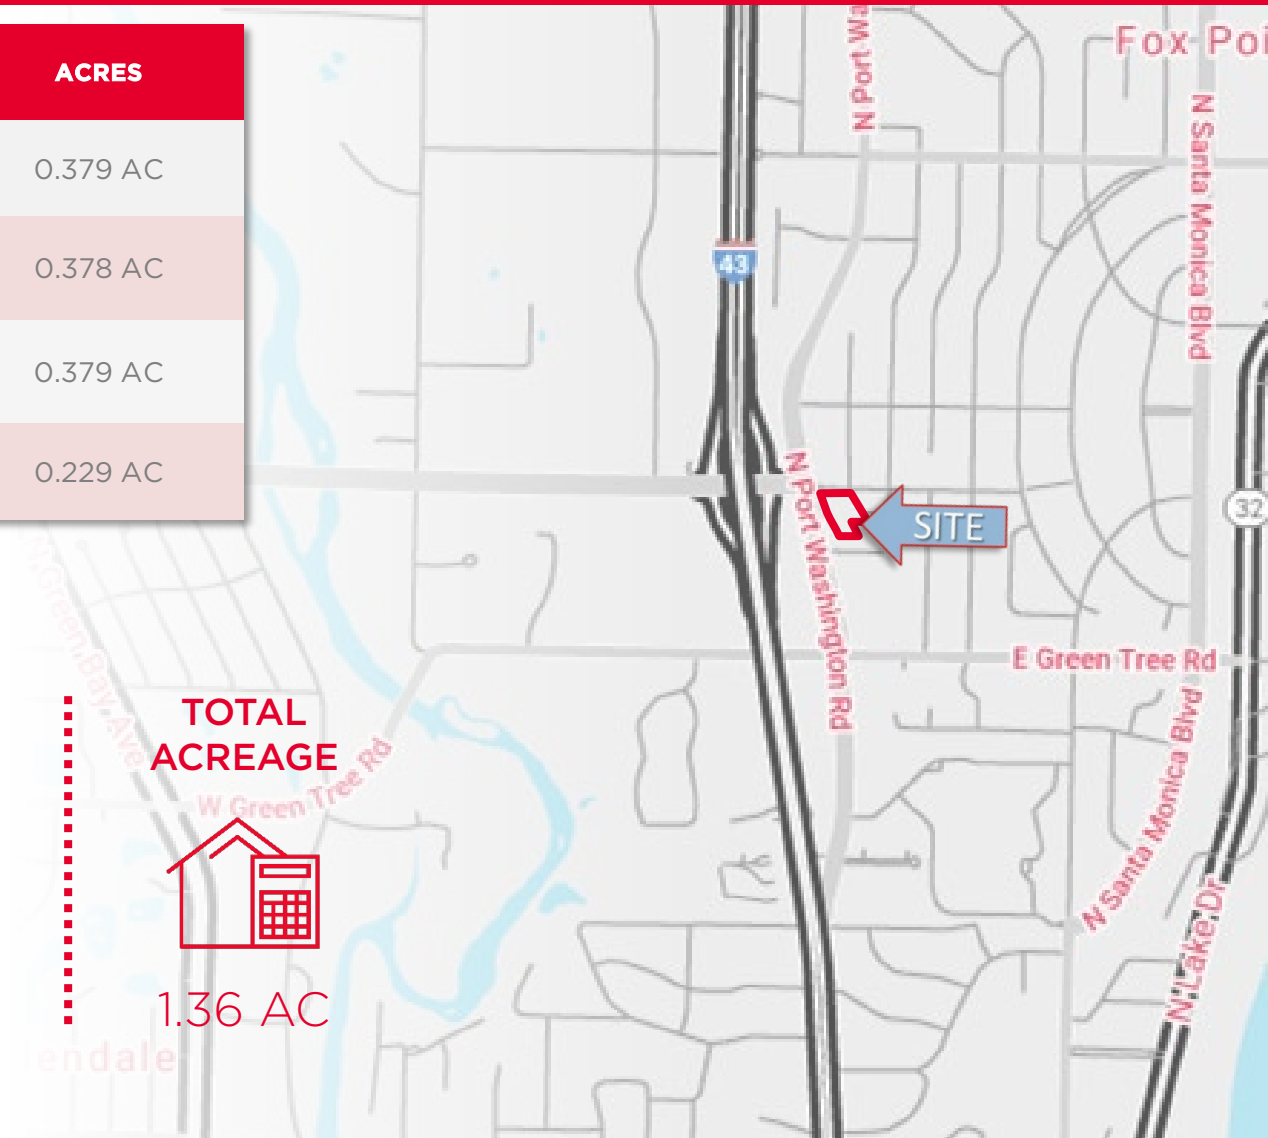 ACRES
0.379 AC
0.378 AC
0.379 AC
0.229 AC
N Port Wa
Fox Poi
N Santa Monica Blvd
43
N Port Washington Rd
SITE
32
E Green Tree Rd
N Green Bay Ave
TOTAL
ACREAGE
W Green Tree Rd
1.36 AC
N Santa Monica Blvd
N Lake Dr
endale